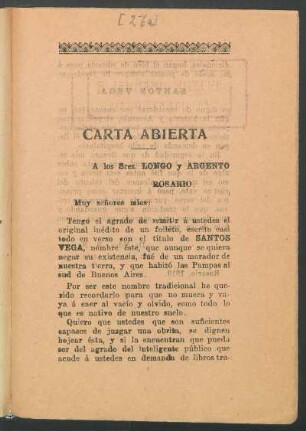 [26a]
CARTA ABIERTA
A los Sres. LONGO y ARGENTO
ROSARIO
Muy señores míos:
Tengo el agrado de remitir á ustedes el
original inédito de un folleto, escrito casi
todo en verso con el título de SANTOS
VEGA, nombre éste, que aunque se quiera
negar su existencia, fué de un morador de
nuestra tierra, y que habitó las Pampas al
sud de Buenos Aires.
Por ser este nombre tradicional he que-
rido recordarlo para que no muera y va-
ya á caer al vacío y olvido, como todo lo
que es nativo de nuestro suelo.
Quiero que ustedes que son suficientes
capaces de juzgar una obrita, se dignen
hojear ésta, y si la encuentran que pueda
ser del agrado del inteligente público que
acude á ustedes en demanda de libros tra-